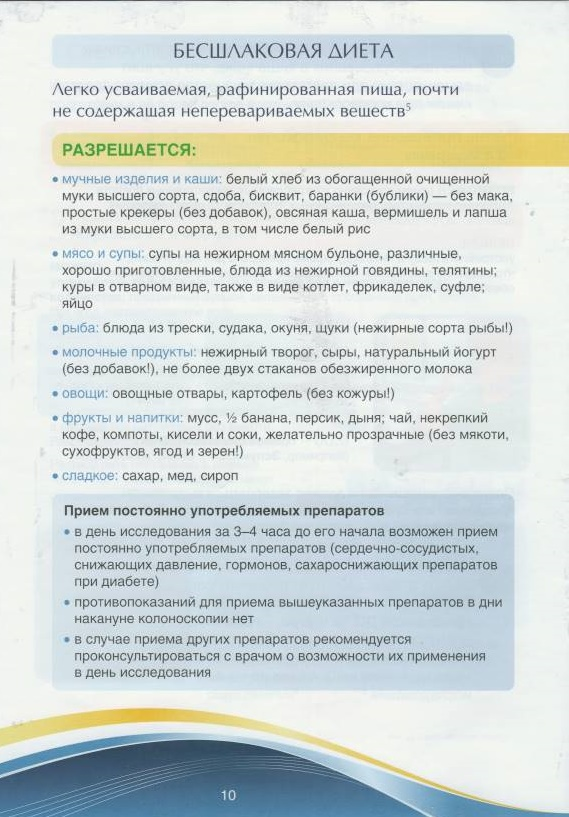 БЕСШЛАКОВАЯ ДИЕТА
Легко усваиваемая, рафинированная пища, почти
не содержащая неперевариваемых веществ⁵
РАЗРЕШАЕТСЯ:
• мучные изделия и каши: белый хлеб из обогащенной очищенной
муки высшего сорта, сдоба, бисквит, баранки (бублики) — без мака,
простые крекеры (без добавок), овсяная каша, вермишель и лапша
из муки высшего сорта, в том числе белый рис
• мясо и супы: супы на нежирном мясном бульоне, различные,
хорошо приготовленные, блюда из нежирной говядины, телятины;
куры в отварном виде, также в виде котлет, фрикаделек, суфле;
яйцо
• рыба: блюда из трески, судака, окуня, щуки (нежирные сорта рыбы!)
• молочные продукты: нежирный творог, сыры, натуральный йогурт
(без добавок!), не более двух стаканов обезжиренного молока
• овощи: овощные отвары, картофель (без кожуры!)
• фрукты и напитки: мусс, ½ банана, персик, дыня; чай, некрепкий
кофе, компоты, кисели и соки, желательно прозрачные (без мякоти,
сухофруктов, ягод и зерен!)
• сладкое: сахар, мед, сироп
Прием постоянно употребляемых препаратов
• в день исследования за 3–4 часа до его начала возможен прием
постоянно употребляемых препаратов (сердечно-сосудистых,
снижающих давление, гормонов, сахароснижающих препаратов
при диабете)
• противопоказаний для приема вышеуказанных препаратов в дни
накануне колоноскопии нет
• в случае приема других препаратов рекомендуется
проконсультироваться с врачом о возможности их применения
в день исследования
10